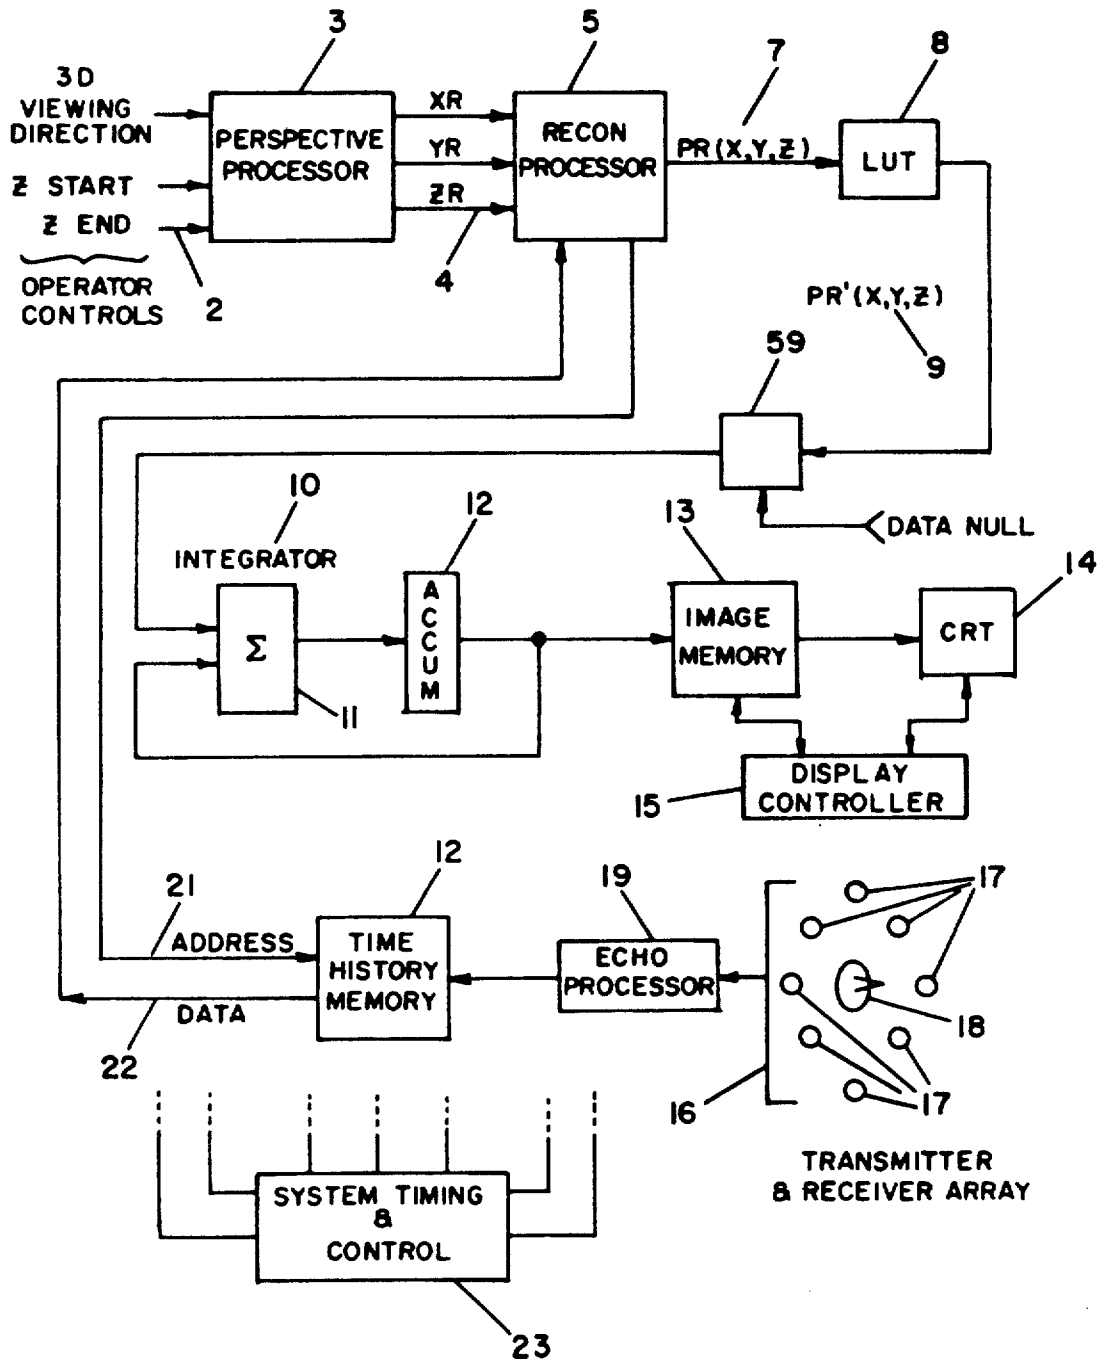 3
5
7
8
3D
VIEWING
DIRECTION
Z START
Z END
OPERATOR
CONTROLS
2
PERSPECTIVE
PROCESSOR
XR
YR
ZR
4
RECON
PROCESSOR
PR(X,Y,Z)
LUT
PR'(X,Y,Z)
9
59
DATA NULL
10
INTEGRATOR
Σ
11
12
ACCUM
13
IMAGE
MEMORY
14
CRT
DISPLAY
CONTROLLER
15
21
ADDRESS
DATA
22
12
TIME
HISTORY
MEMORY
19
ECHO
PROCESSOR
17
18
16
17
TRANSMITTER
& RECEIVER ARRAY
SYSTEM TIMING
&
CONTROL
23